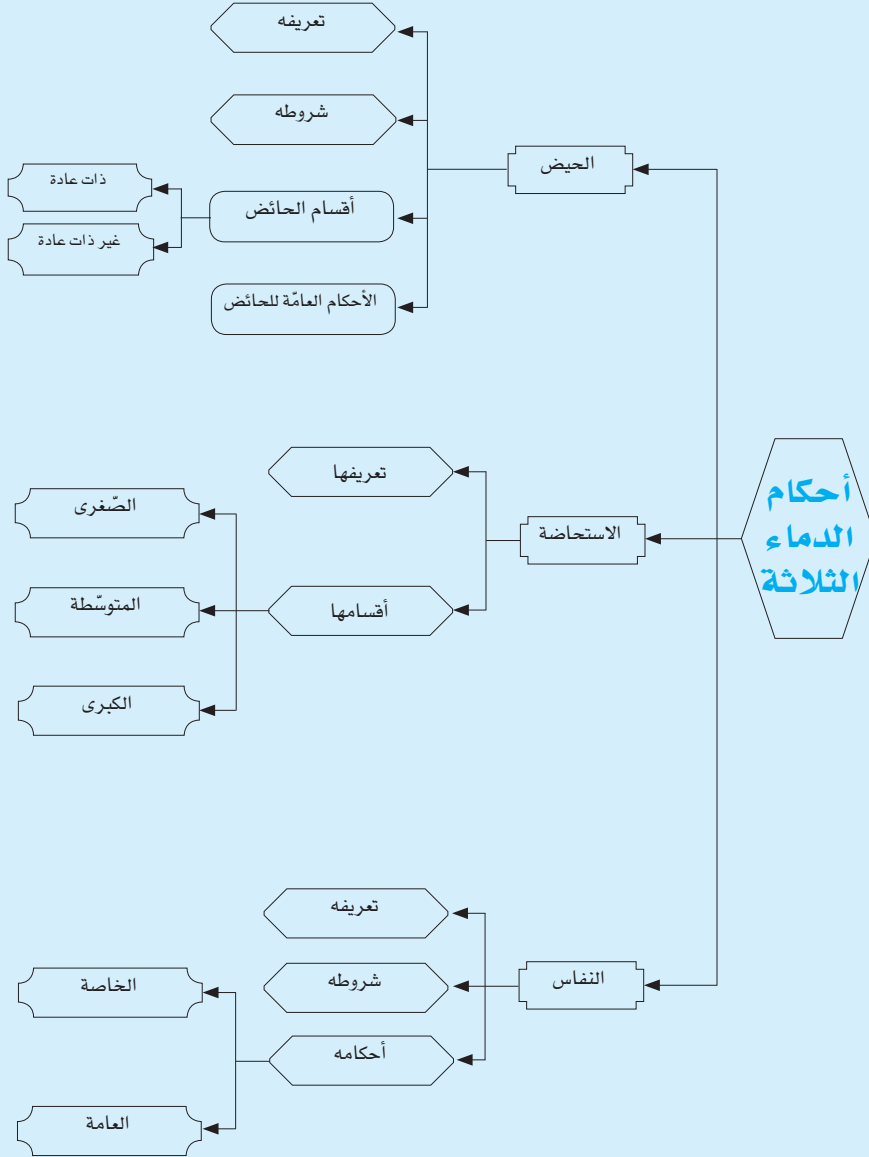 أحكام
الدماء
الثلاثة
الحيض
تعريفه
شروطه
أقسام الحائض
ذات عادة
غير ذات عادة
الأحكام العامّة للحائض
الاستحاضة
تعريفها
أقسامها
الصّغرى
المتوسّطة
الكبرى
النفاس
تعريفه
شروطه
أحكامه
الخاصة
العامة